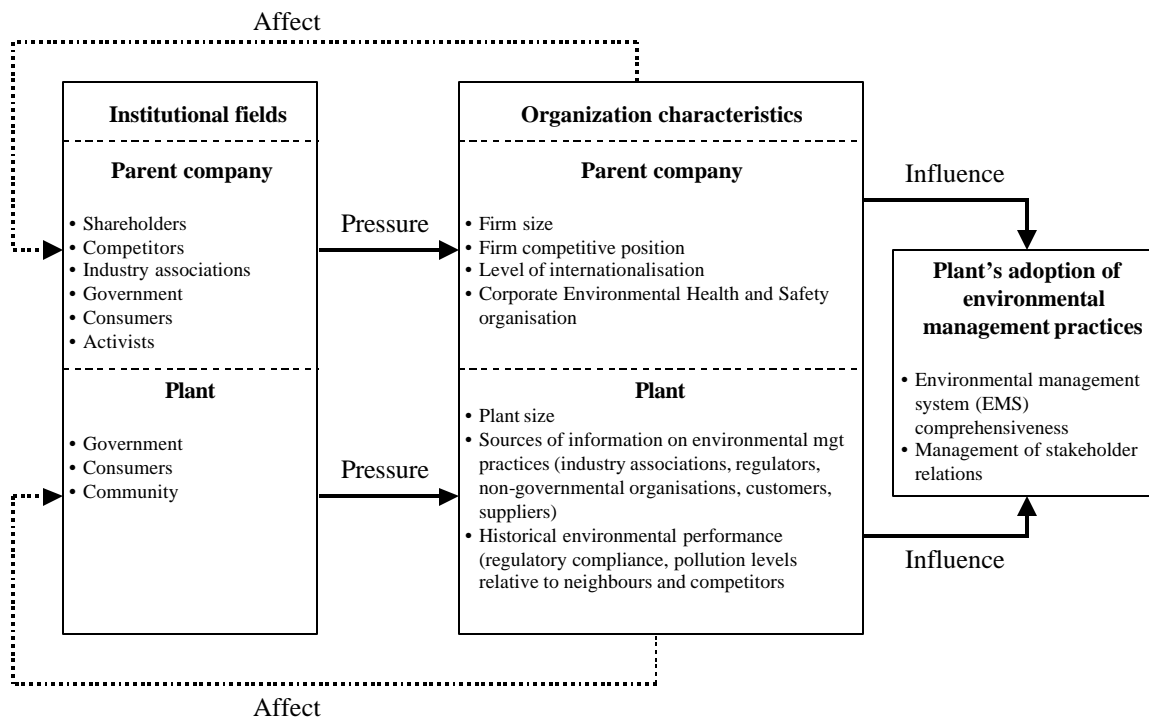 Affect
Institutional fields
Parent company
• Shareholders
• Competitors
• Industry associations
• Government
• Consumers
• Activists
Plant
• Government
• Consumers
• Community
Pressure
Pressure
Organization characteristics
Parent company
• Firm size
• Firm competitive position
• Level of internationalisation
• Corporate Environmental Health and Safety
organisation
Plant
• Plant size
• Sources of information on environmental mgt
practices (industry associations, regulators,
non-governmental organisations, customers,
suppliers)
• Historical environmental performance
(regulatory compliance, pollution levels
relative to neighbours and competitors
Influence
Plant’s adoption of
environmental
management practices
• Environmental management
system (EMS)
comprehensiveness
• Management of stakeholder
relations
Influence
Affect